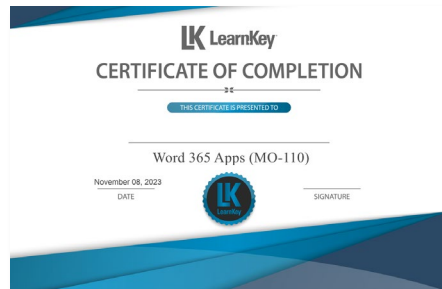 LK LearnKey
CERTIFICATE OF COMPLETION
THIS CERTIFICATE IS PRESENTED TO
Word 365 Apps (MO-110)
November 08, 2023
DATE
LK
LearnKey
SIGNATURE